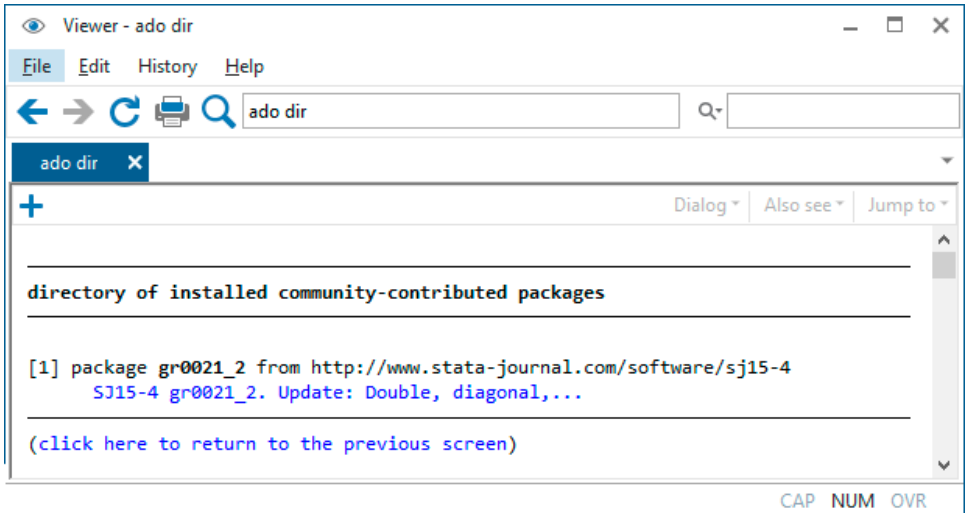 Viewer - ado dir
File Edit History Help
ado dir
ado dir
Dialog Also see Jump to
directory of installed community-contributed packages
[1] package gr0021_2 from http://www.stata-journal.com/software/sj15-4
SJ15-4 gr0021_2. Update: Double, diagonal,...
(click here to return to the previous screen)
CAP NUM OVR